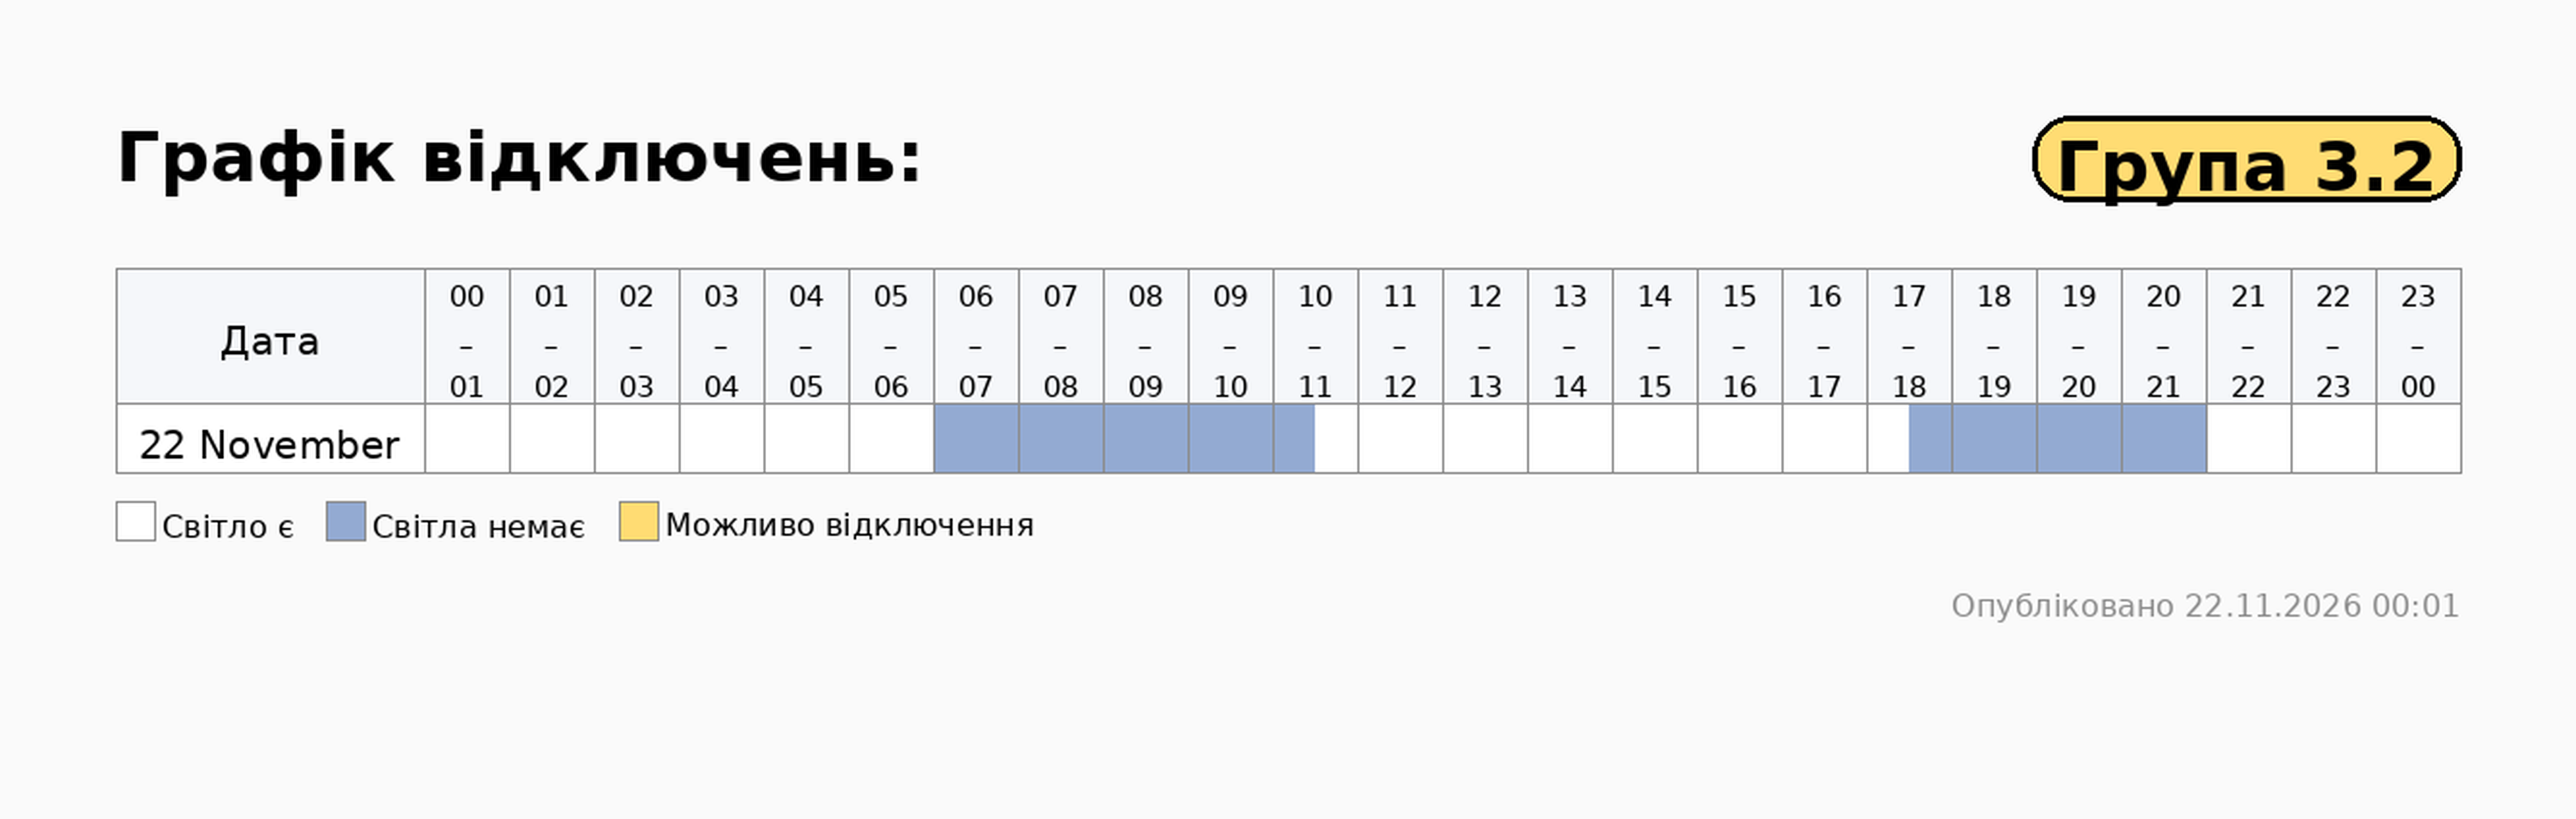 Графік відключень:
Група 3.2
Дата
00 – 01
01 – 02
02 – 03
03 – 04
04 – 05
05 – 06
06 – 07
07 – 08
08 – 09
09 – 10
10 – 11
11 – 12
12 – 13
13 – 14
14 – 15
15 – 16
16 – 17
17 – 18
18 – 19
19 – 20
20 – 21
21 – 22
22 – 23
23 – 00
22 November
Світло є
Світла немає
Можливо відключення
Опубліковано 22.11.2026 00:01